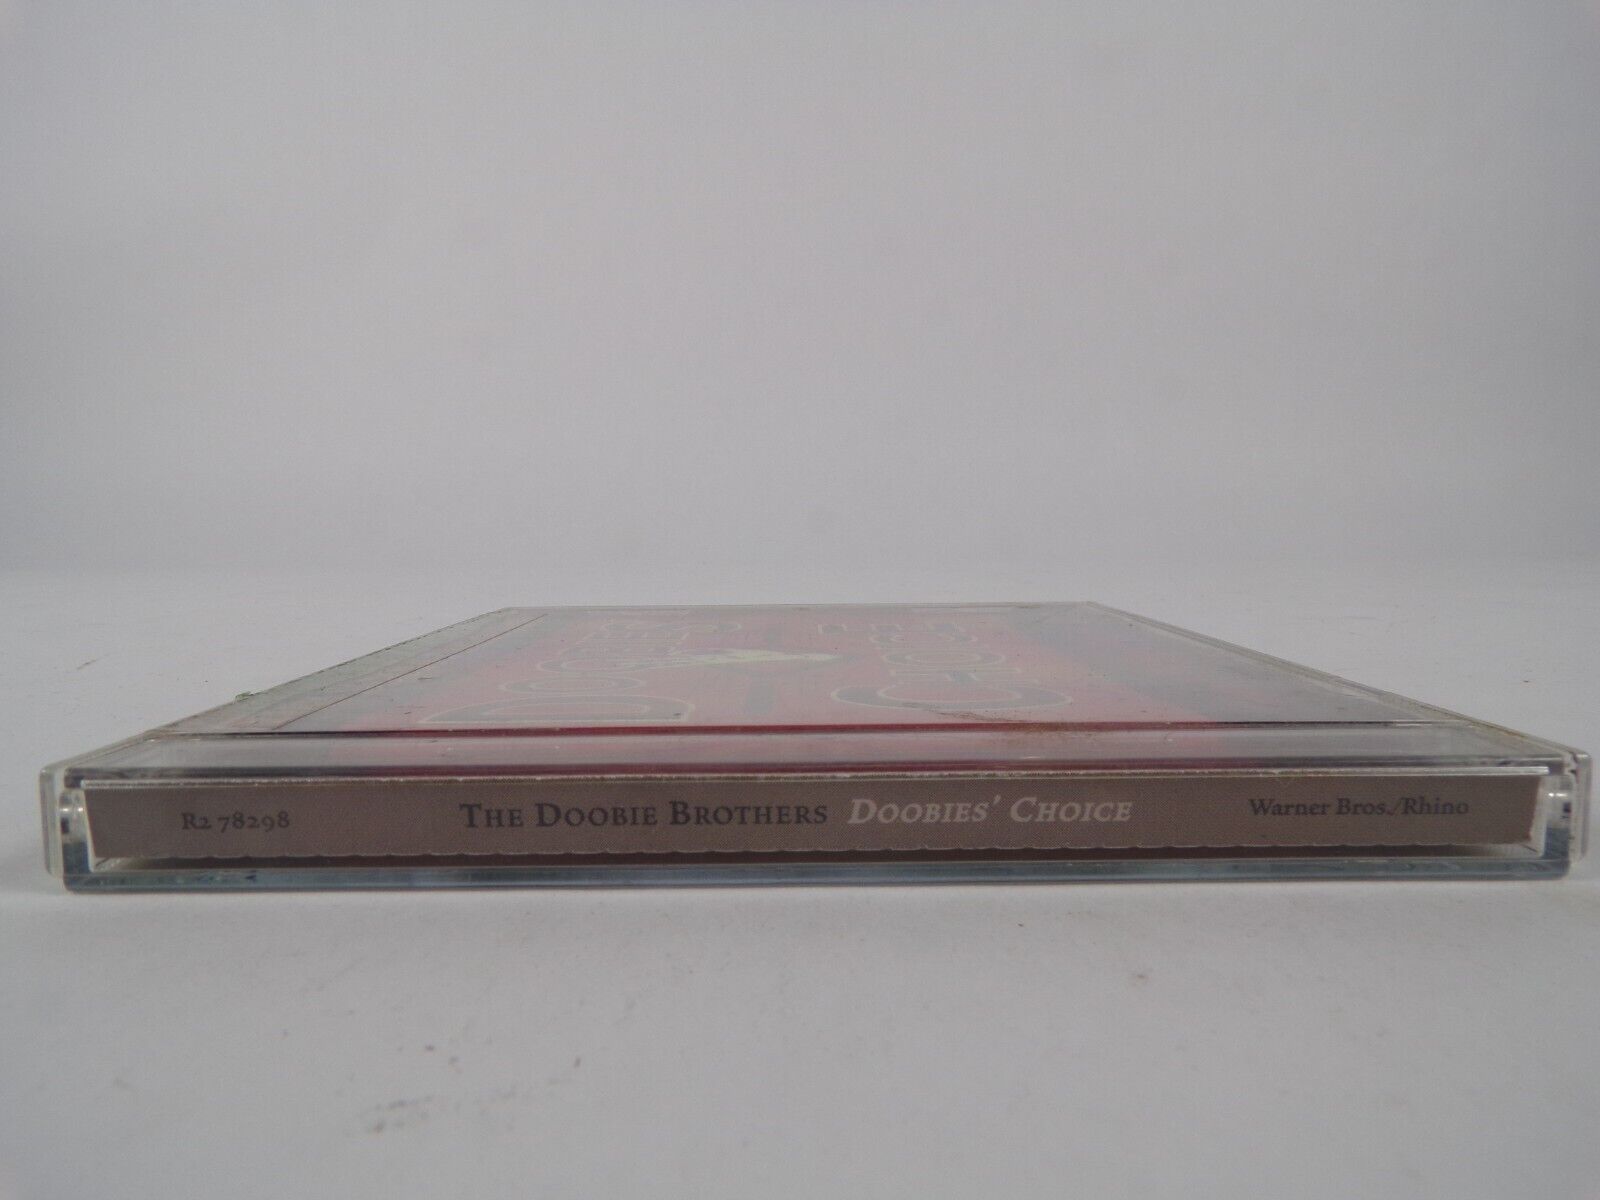 R2 78298 THE DOOBIE BROTHERS DOOBIES' CHOICE Warner Bros./Rhino